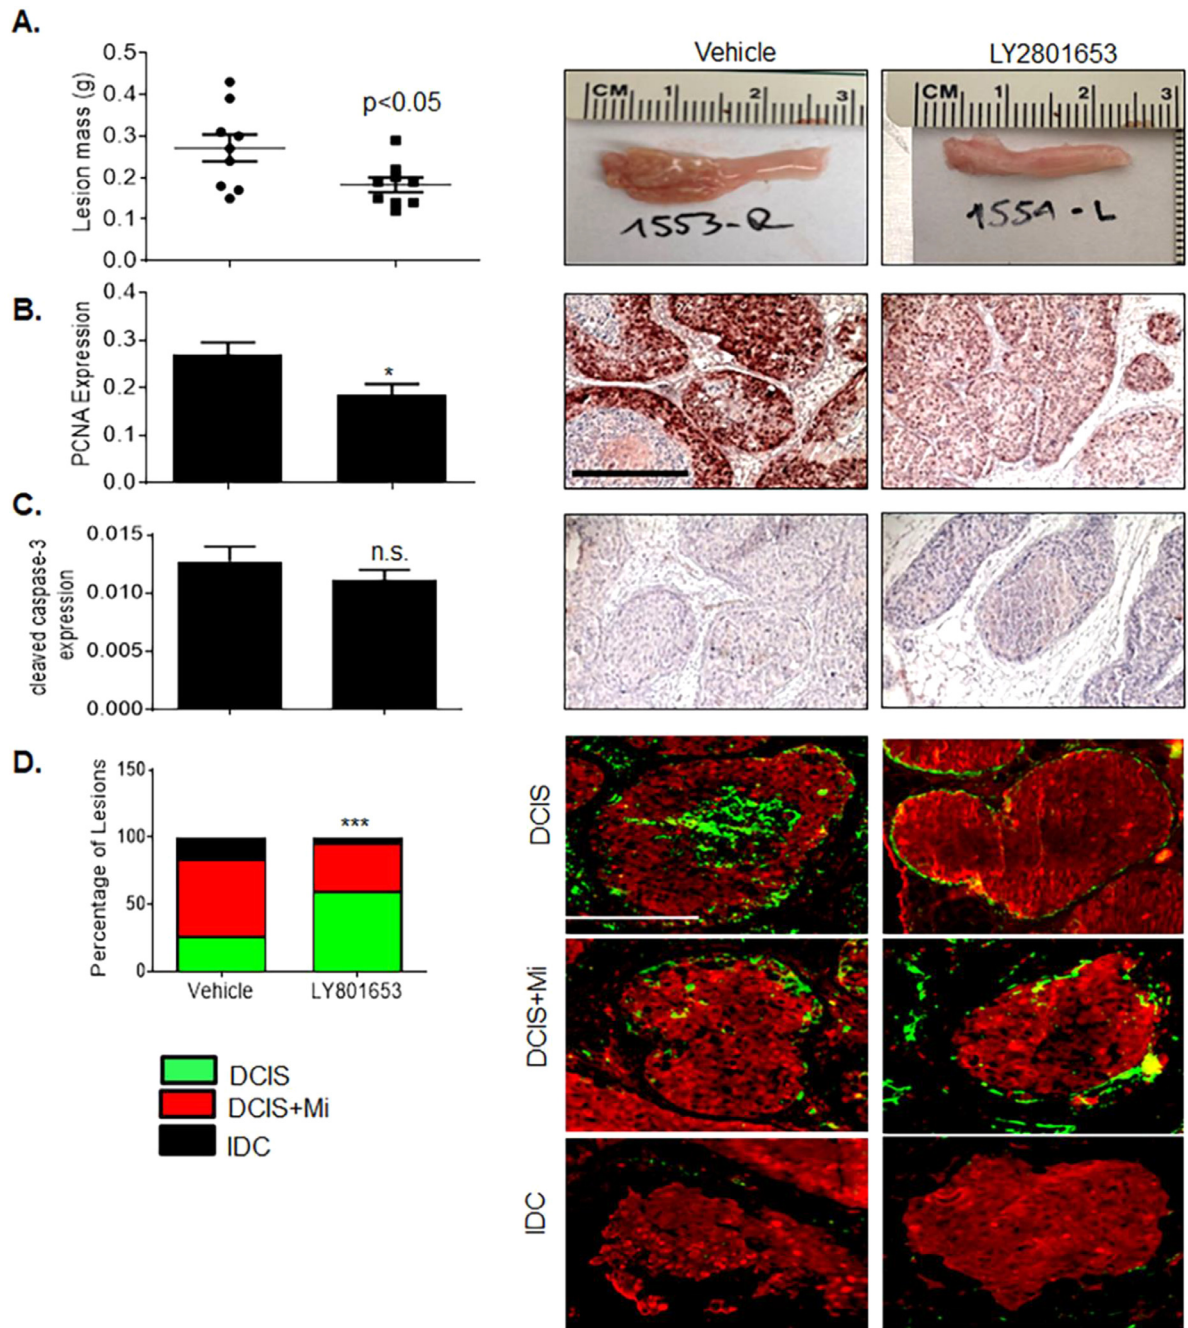 A.
Lesion mass (g)
0.5
0.4
0.3
0.2
0.1
0.0
p<0.05
Vehicle
LY2801653
CM 1 2 3
1553-R
CM 1 2 3
1554-L
B.
PCNA Expression
0.4
0.3
0.2
0.1
0.0
*
C.
cleaved caspase-3
expression
0.015
0.010
0.005
0.000
n.s.
D.
Percentage of Lesions
150
100
50
0
***
Vehicle
LY801653
DCIS
DCIS+Mi
IDC
DCIS
DCIS+Mi
IDC